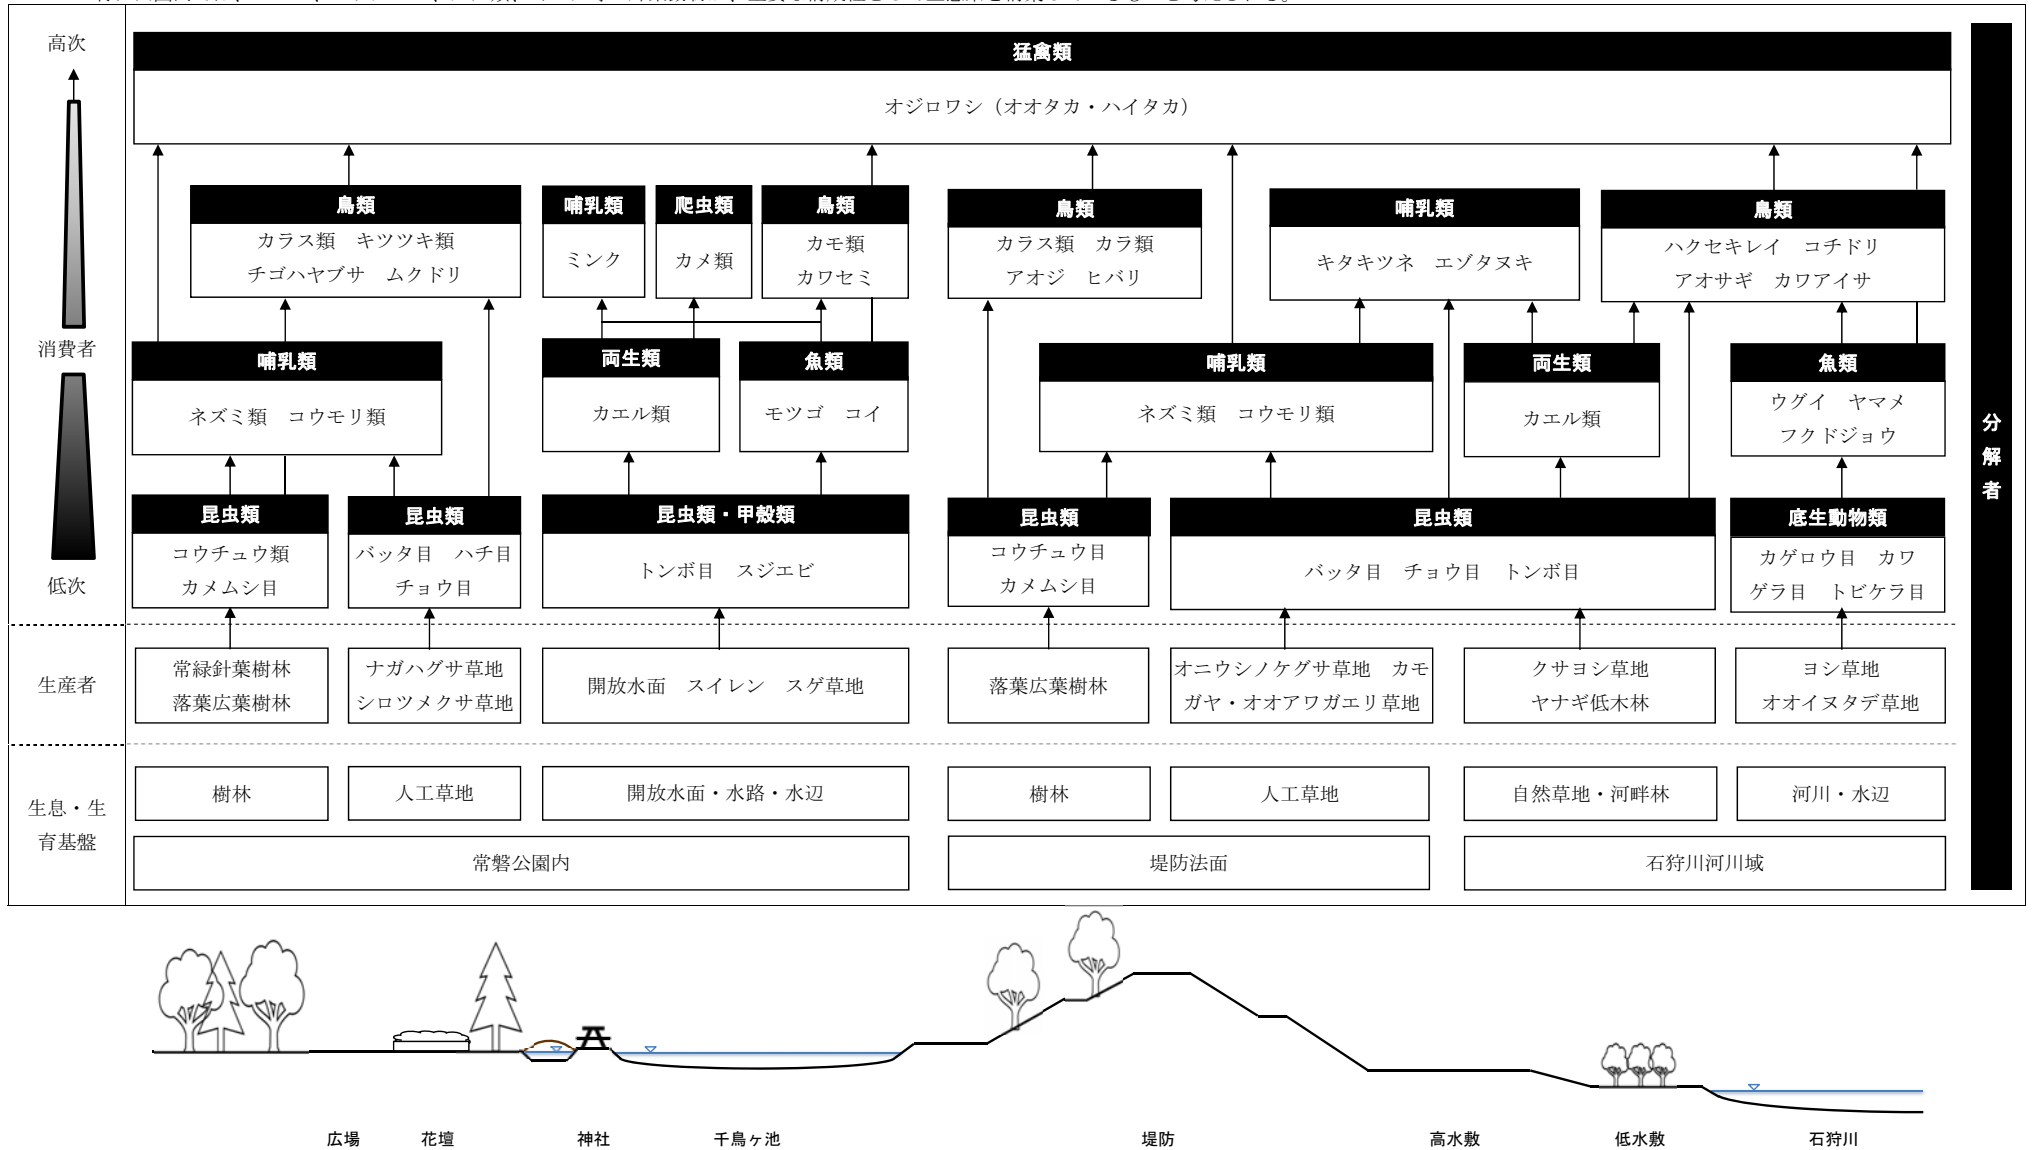 高次
猛禽類
オジロワシ（オオタカ・ハイタカ）
鳥類
カラス類　キツツキ類
チゴハヤブサ　ムクドリ
哺乳類
ミンク
爬虫類
カメ類
鳥類
カモ類
カワセミ
鳥類
カラス類　カラ類
アオジ　ヒバリ
哺乳類
キタキツネ　エゾタヌキ
鳥類
ハクセキレイ　コチドリ
アオサギ　カワアイサ
消費者
哺乳類
ネズミ類　コウモリ類
両生類
カエル類
魚類
モツゴ　コイ
哺乳類
ネズミ類　コウモリ類
両生類
カエル類
魚類
ウグイ　ヤマメ
フクドジョウ
昆虫類
コウチュウ類
カメムシ目
昆虫類
バッタ目　ハチ目
チョウ目
昆虫類・甲殻類
トンボ目　スジエビ
昆虫類
コウチュウ目
カメムシ目
昆虫類
バッタ目　チョウ目　トンボ目
底生動物類
カゲロウ目　カワ
ゲラ目　トビケラ目
低次
分解者
生産者
常緑針葉樹林
落葉広葉樹林
ナガハグサ草地
シロツメクサ草地
開放水面　スイレン　スゲ草地
落葉広葉樹林
オニウシノケグサ草地　カモ
ガヤ・オオアワガエリ草地
クサヨシ草地
ヤナギ低木林
ヨシ草地
オオイヌタデ草地
生息・生
育基盤
樹林
人工草地
開放水面・水路・水辺
樹林
人工草地
自然草地・河畔林
河川・水辺
常磐公園内
堤防法面
石狩川河川域
広場
花壇
神社
千鳥ヶ池
堤防
高水敷
低水敷
石狩川